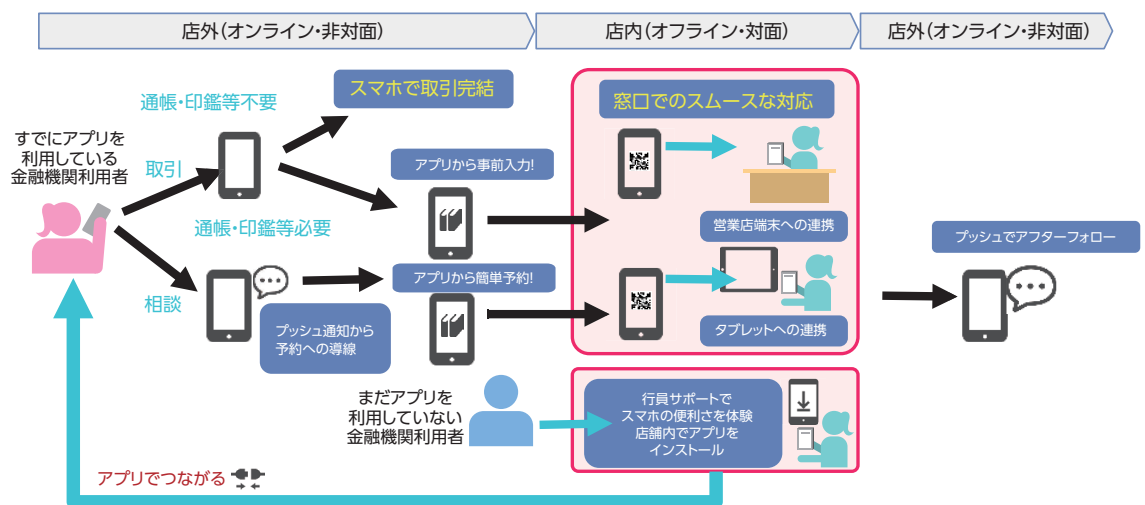 店外(オンライン・非対面)
店内(オフライン・対面)
店外(オンライン・非対面)
通帳・印鑑等不要
スマホで取引完結
窓口でのスムースな対応
すでにアプリを
利用している
金融機関利用者
取引
アプリから事前入力!
通帳・印鑑等必要
営業店端末への連携
プッシュでアフターフォロー
相談
アプリから簡単予約!
プッシュ通知から
予約への導線
タブレットへの連携
まだアプリを
利用していない
金融機関利用者
行員サポートで
スマホの便利さを体験
店舗内でアプリを
インストール
アプリでつながる